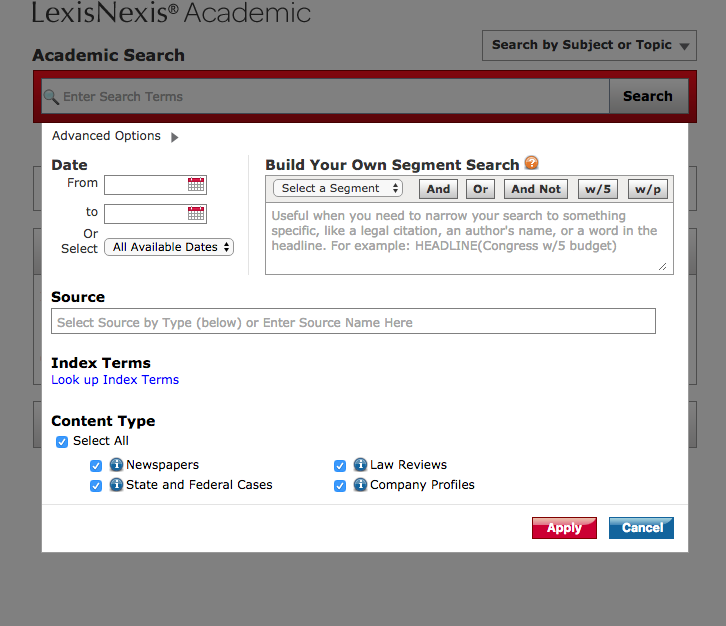 LexisNexis® Academic
Search by Subject or Topic
Academic Search
Enter Search Terms
Search
Advanced Options
Date
From
to
Or
Select
All Available Dates
Build Your Own Segment Search ?
Select a Segment
And
Or
And Not
w/5
w/p
Useful when you need to narrow your search to something
specific, like a legal citation, an author's name, or a word in the
headline. For example: HEADLINE(Congress w/5 budget)
Source
Select Source by Type (below) or Enter Source Name Here
Index Terms
Look up Index Terms
Content Type
Select All
i Newspapers
i Law Reviews
i State and Federal Cases
i Company Profiles
Apply
Cancel